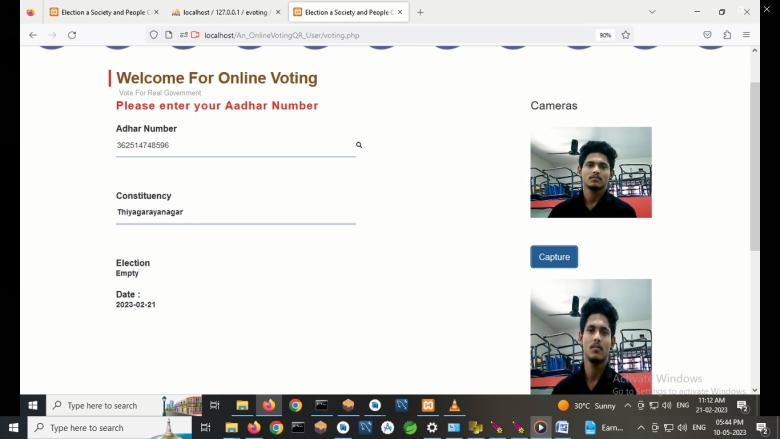 Election a Society and People C
localhost / 127.0.0.1 / evoting /
Election a Society and People C
localhost/An_OnlineVotingQR_User/voting.php
90%
Welcome For Online Voting
Vote For Real Government.
Please enter your Aadhar Number
Cameras
Adhar Number
362514748596
Constituency
Thiyagarayanagar
Capture
Election
Empty
Date :
2023-02-21
Activate Windows
Go to Settings to activate Windows.
Type here to search
30°C Sunny
ENG
11:12 AM
21-02-2023
2
Type here to search
Earn...
ENG
05:44 PM
10-05-2023
2